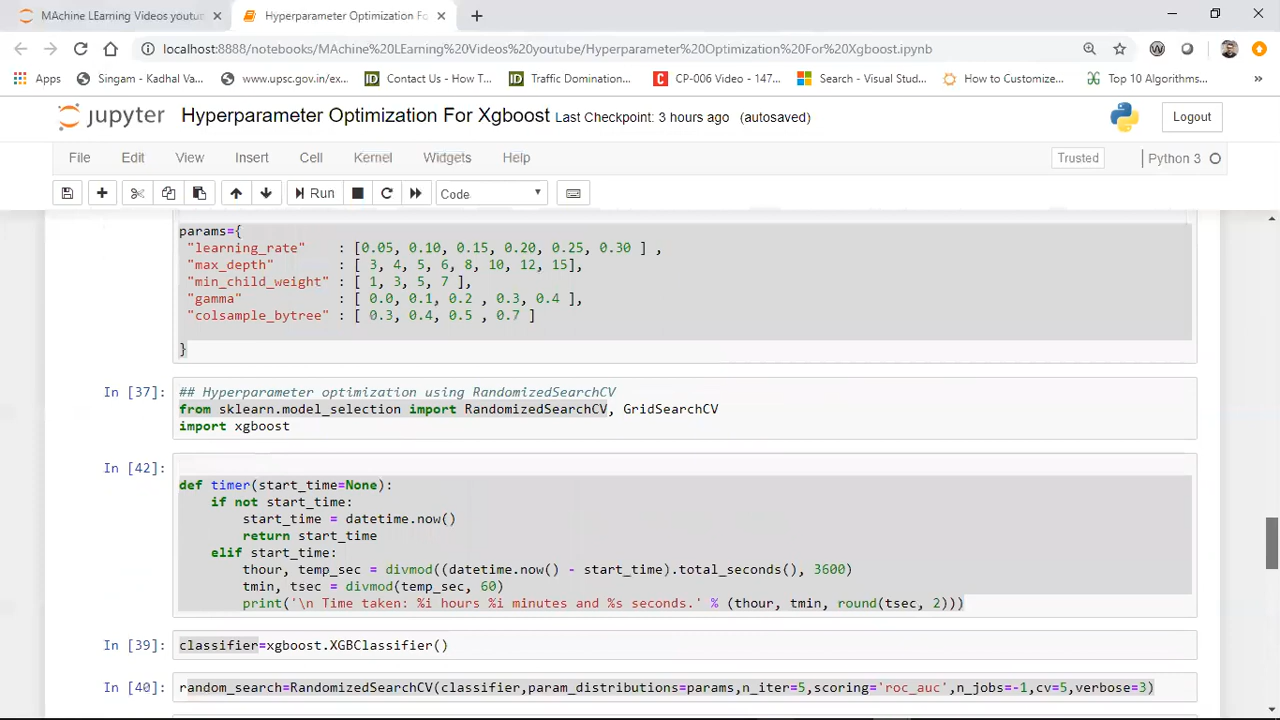 MAchine LEarning Videos youtu
Hyperparameter Optimization Fo
localhost:8888/notebooks/MAchine%20LEarning%20Videos%20youtube/Hyperparameter%20Optimization%20For%20Xgboost.ipynb
Apps
Singam - Kadhal Va...
www.upsc.gov.in/ex...
Contact Us - How T...
Traffic Domination...
CP-006 Video - 147...
Search - Visual Stud...
How to Customize...
Top 10 Algorithms...
»
jupyter Hyperparameter Optimization For Xgboost Last Checkpoint: 3 hours ago (autosaved)
Logout
File Edit View Insert Cell Kernel Widgets Help
Trusted
Python 3
Run
Code
params={
"learning_rate" : [0.05, 0.10, 0.15, 0.20, 0.25, 0.30 ] ,
"max_depth" : [ 3, 4, 5, 6, 8, 10, 12, 15],
"min_child_weight" : [ 1, 3, 5, 7 ],
"gamma" : [ 0.0, 0.1, 0.2 , 0.3, 0.4 ],
"colsample_bytree" : [ 0.3, 0.4, 0.5 , 0.7 ]
}
In [37]: ## Hyperparameter optimization using RandomizedSearchCV
from sklearn.model_selection import RandomizedSearchCV, GridSearchCV
import xgboost
In [42]:
def timer(start_time=None):
if not start_time:
start_time = datetime.now()
return start_time
elif start_time:
thour, temp_sec = divmod((datetime.now() - start_time).total_seconds(), 3600)
tmin, tsec = divmod(temp_sec, 60)
print('\n Time taken: %i hours %i minutes and %s seconds.' % (thour, tmin, round(tsec, 2)))
In [39]: classifier=xgboost.XGBClassifier()
In [40]: random_search=RandomizedSearchCV(classifier,param_distributions=params,n_iter=5,scoring='roc_auc',n_jobs=-1,cv=5,verbose=3)